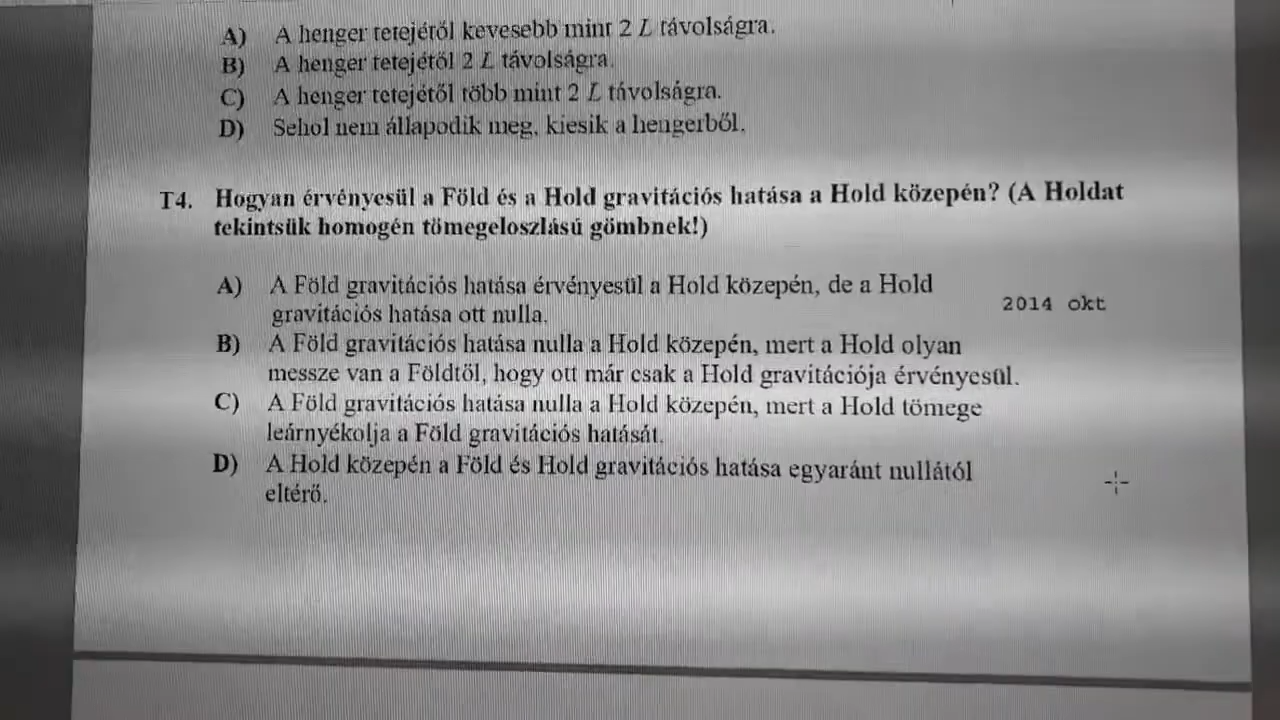 A) A henger tetejétől kevesebb mint 2 L távolságra.
B) A henger tetejétől 2 L távolságra.
C) A henger tetejétől több mint 2 L távolságra.
D) Sehol nem állapodik meg, kiesik a hengerből.
T4. Hogyan érvényesül a Föld és a Hold gravitációs hatása a Hold közepén? (A Holdat
tekintsük homogén tömegeloszlású gömbnek!)
A) A Föld gravitációs hatása érvényesül a Hold közepén, de a Hold
gravitációs hatása ott nulla.
2014 okt
B) A Föld gravitációs hatása nulla a Hold közepén, mert a Hold olyan
messze van a Földtől, hogy ott már csak a Hold gravitációja érvényesül.
C) A Föld gravitációs hatása nulla a Hold közepén, mert a Hold tömege
leárnyékolja a Föld gravitációs hatását.
D) A Hold közepén a Föld és Hold gravitációs hatása egyaránt nullától
eltérő.